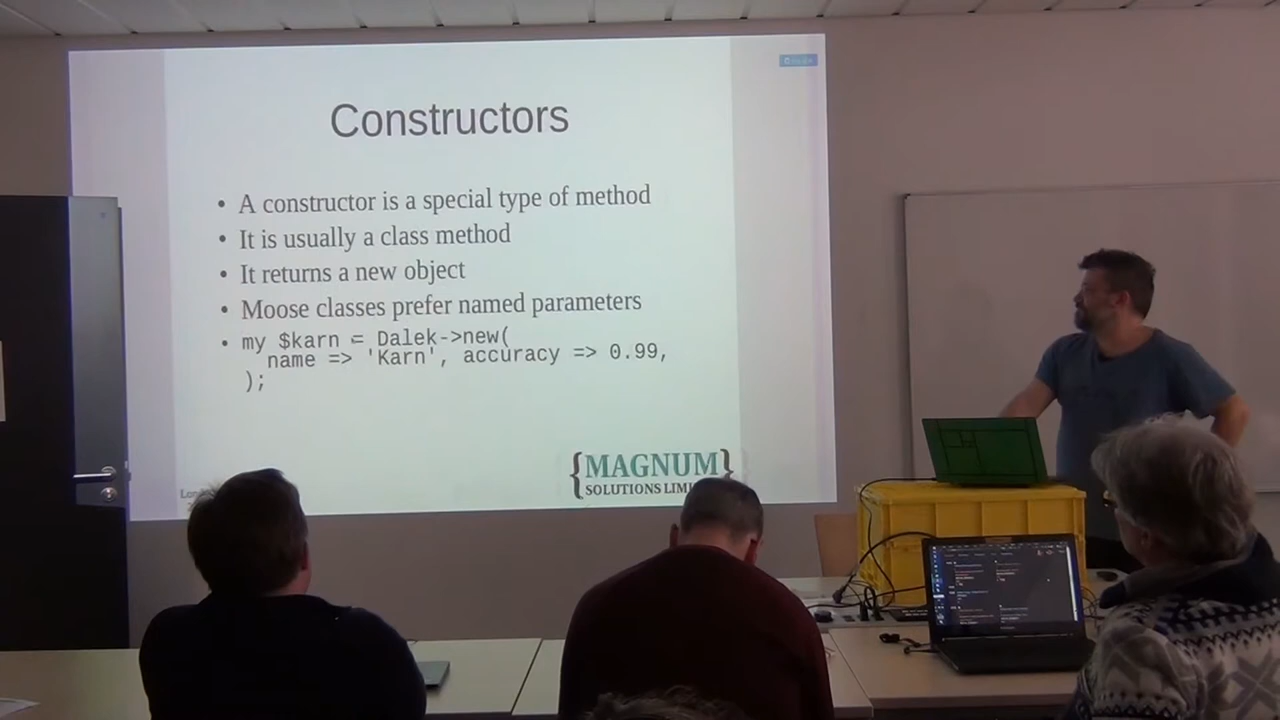 Constructors
• A constructor is a special type of method
• It is usually a class method
• It returns a new object
• Moose classes prefer named parameters
• my $karn = Dalek->new(
name => 'Karn', accuracy => 0.99,
);
{MAGNUM}
SOLUTIONS